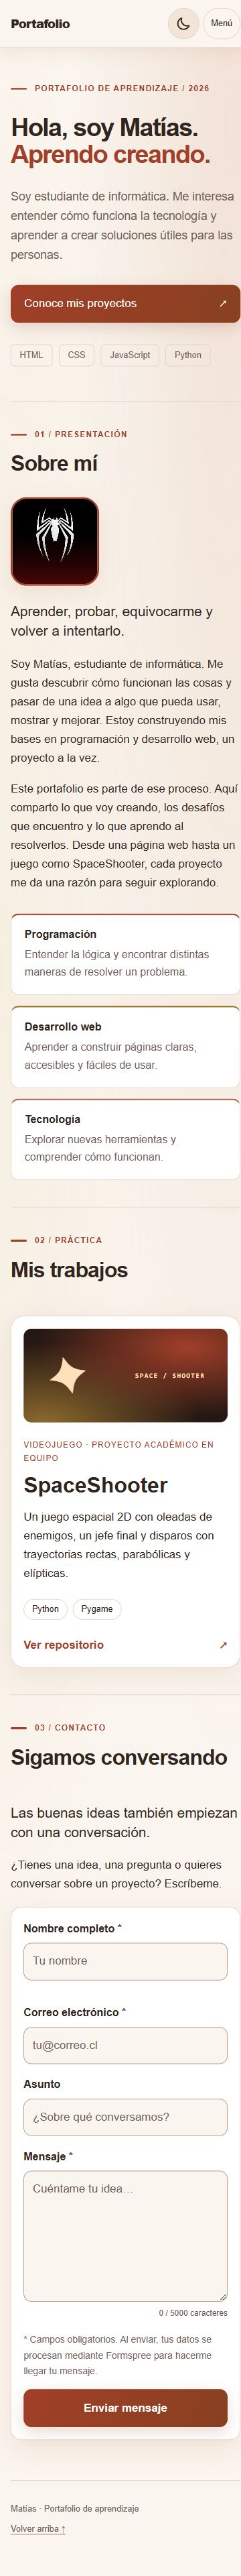 Portafolio
Menú
PORTAFOLIO DE APRENDIZAJE / 2026
Hola, soy Matías.
Aprendo creando.
Soy estudiante de informática. Me interesa
entender cómo funciona la tecnología y
aprender a crear soluciones útiles para las
personas.
Conoce mis proyectos ↗
HTML CSS JavaScript Python
01 / PRESENTACIÓN
Sobre mí
Aprender, probar, equivocarme y
volver a intentarlo.
Soy Matías, estudiante de informática. Me
gusta descubrir cómo funcionan las cosas y
pasar de una idea a algo que pueda usar,
mostrar y mejorar. Estoy construyendo mis
bases en programación y desarrollo web, un
proyecto a la vez.
Este portafolio es parte de ese proceso. Aquí
comparto lo que voy creando, los desafíos
que encuentro y lo que aprendo al
resolverlos. Desde una página web hasta un
juego como SpaceShooter, cada proyecto
me da una razón para seguir explorando.
Programación
Entender la lógica y encontrar distintas
maneras de resolver un problema.
Desarrollo web
Aprender a construir páginas claras,
accesibles y fáciles de usar.
Tecnología
Explorar nuevas herramientas y
comprender cómo funcionan.
02 / PRÁCTICA
Mis trabajos
SPACE / SHOOTER
VIDEOJUEGO · PROYECTO ACADÉMICO EN
EQUIPO
SpaceShooter
Un juego espacial 2D con oleadas de
enemigos, un jefe final y disparos con
trayectorias rectas, parabólicas y
elípticas.
Python Pygame
Ver repositorio ↗
03 / CONTACTO
Sigamos conversando
Las buenas ideas también empiezan
con una conversación.
¿Tienes una idea, una pregunta o quieres
conversar sobre un proyecto? Escríbeme.
Nombre completo *
Tu nombre
Correo electrónico *
tu@correo.cl
Asunto
¿Sobre qué conversamos?
Mensaje *
Cuéntame tu idea…
0 / 5000 caracteres
* Campos obligatorios. Al enviar, tus datos se
procesan mediante Formspree para hacerme
llegar tu mensaje.
Enviar mensaje
Matías · Portafolio de aprendizaje
Volver arriba ↑